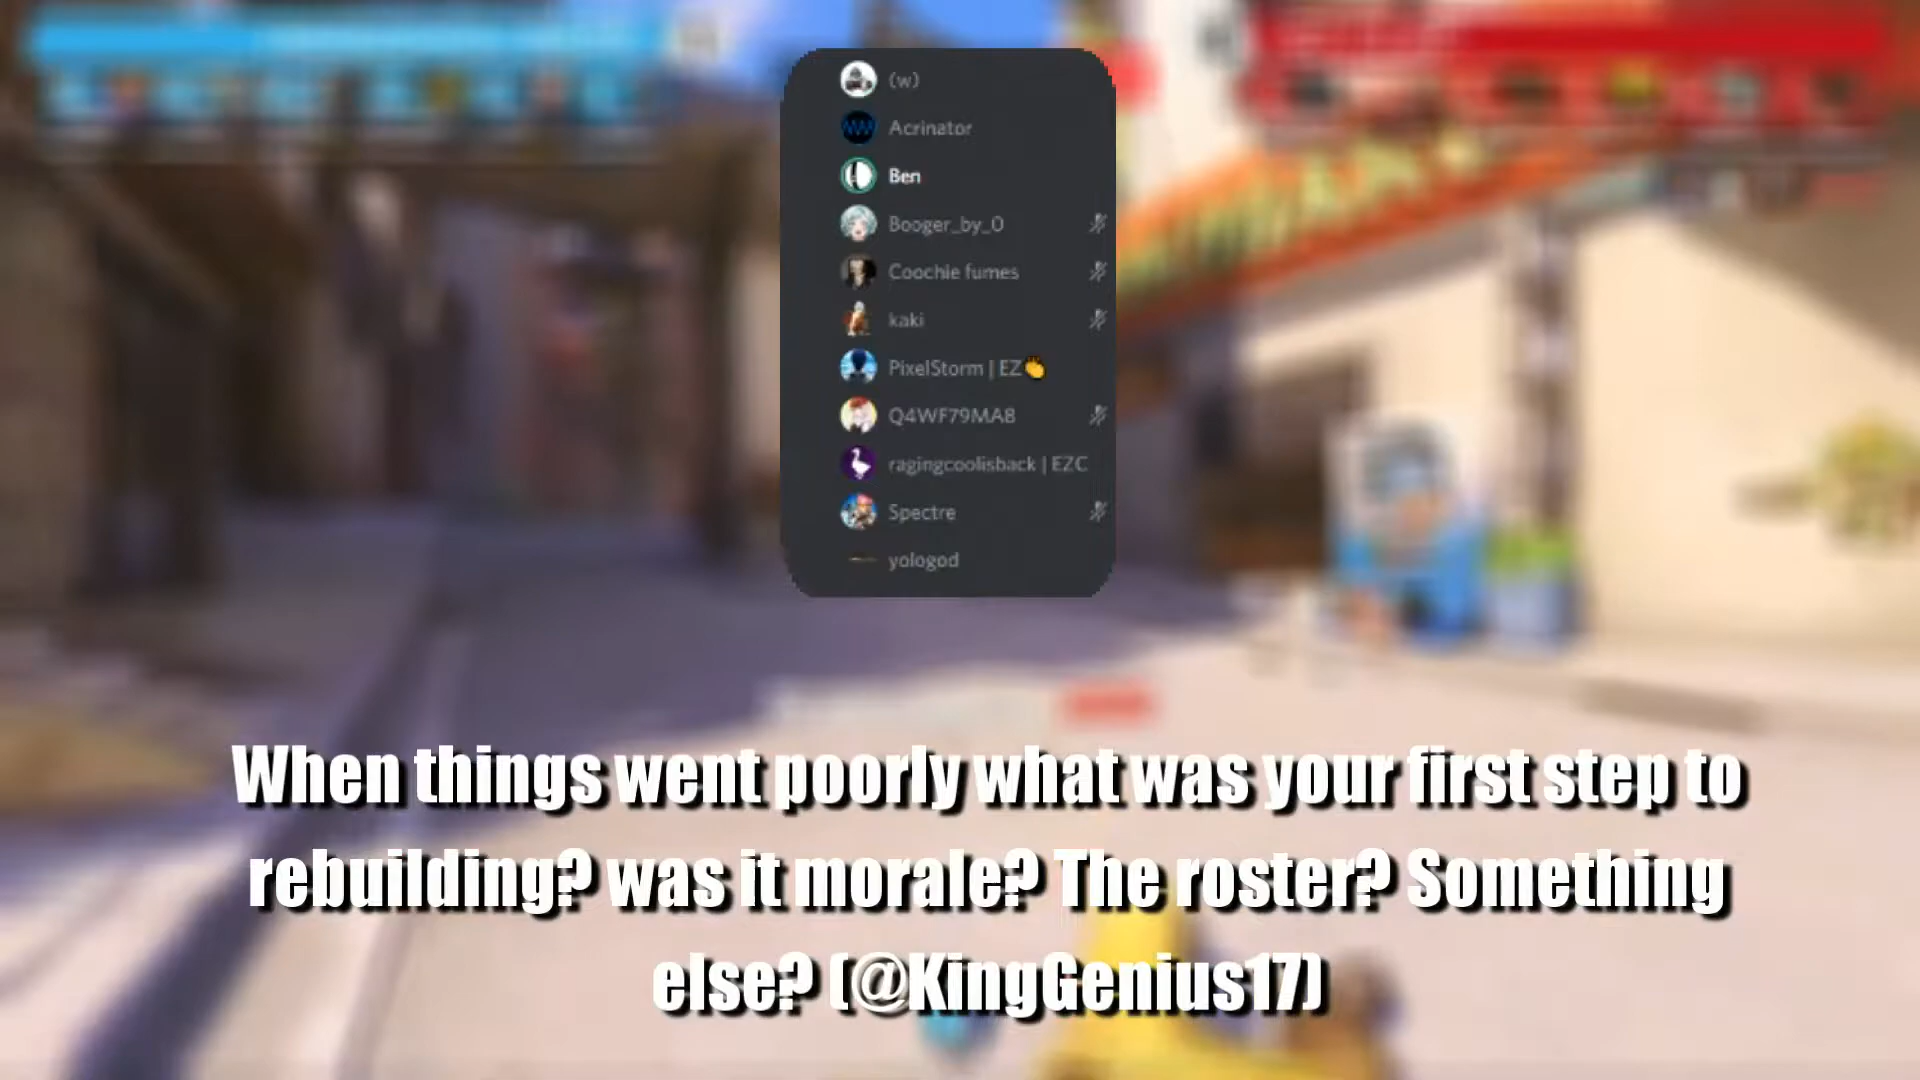 (w)
Acrinator
Ben
Booger_by_O
Coochie fumes
kaki
PixelStorm | EZ👏
Q4WF79MA8
ragingcoolisback | EZC
Spectre
yologod
When things went poorly what was your first step to
rebuilding? was it morale? The roster? Something
else? (@KingGenius17)